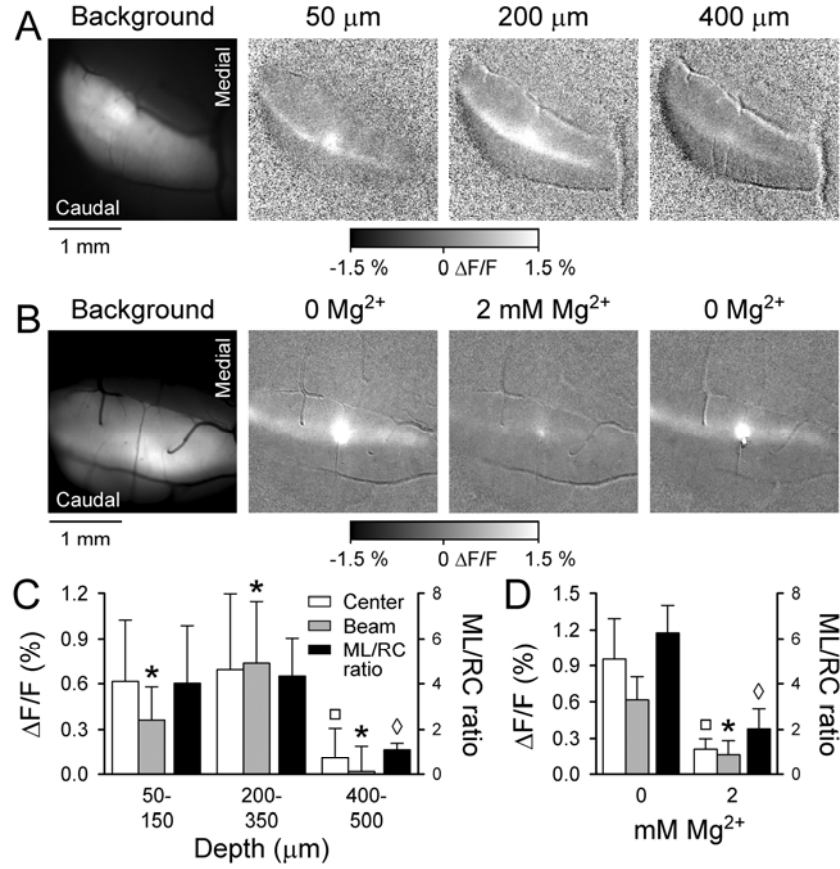 A
Background
50 μm
200 μm
400 μm
Medial
Caudal
1 mm
-1.5 % 0 ΔF/F 1.5 %
B
Background
0 Mg²⁺
2 mM Mg²⁺
0 Mg²⁺
Medial
Caudal
1 mm
-1.5 % 0 ΔF/F 1.5 %
C
ΔF/F (%)
1.2
0.9
0.6
0.3
0.0
*
*
□
*
◊
Center
Beam
ML/RC
ratio
8
6
4
2
0
ML/RC ratio
50-
150
200-
350
400-
500
Depth (μm)
D
ΔF/F (%)
1.5
1.2
0.9
0.6
0.3
0.0
□
*
◊
8
6
4
2
0
ML/RC ratio
0
2
mM Mg²⁺